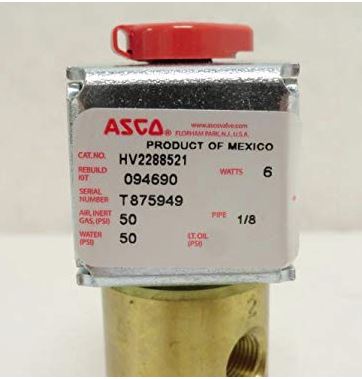 ASCO www.ascovalve.com
FLORHAM PARK, N.J., U.S.A.
PRODUCT OF MEXICO
CAT.NO. HV2288521
REBUILD KIT 094690 WATTS 6
SERIAL NUMBER T875949
AIR, INERT GAS, (PSI) 50 PIPE 1/8
WATER (PSI) 50 LT. OIL (PSI)
2